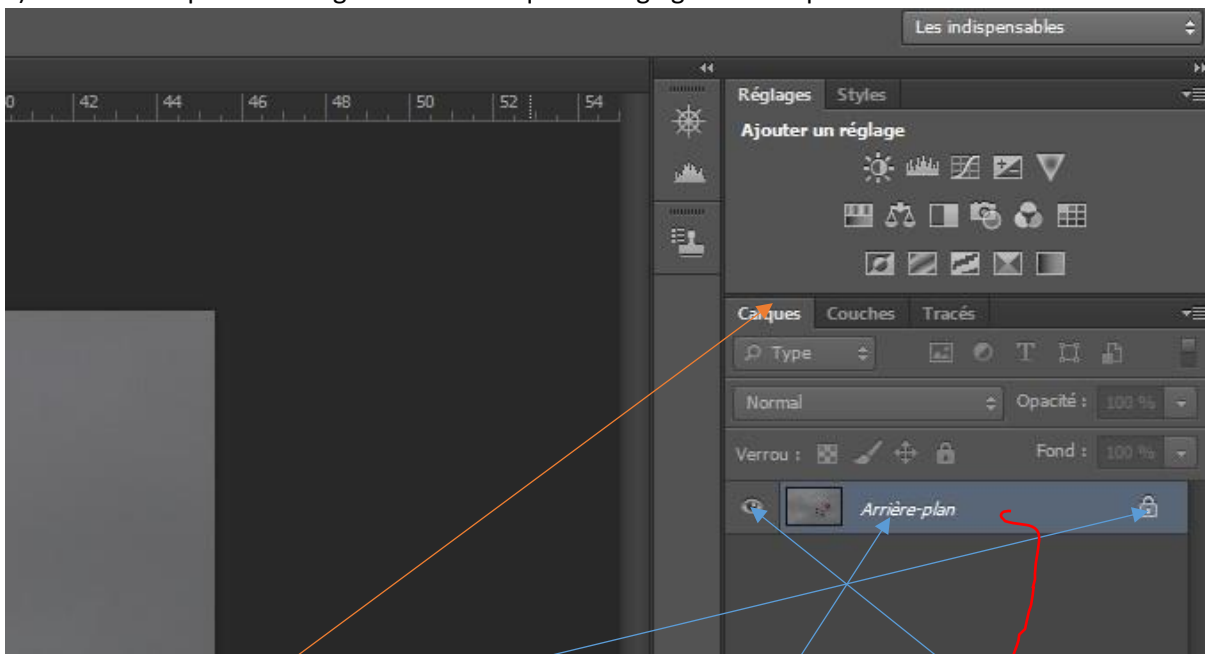 Les indispensables
42 44 46 48 50 52 54
Réglages Styles
Ajouter un réglage
Calques Couches Tracés
Type
Normal Opacité : 100 %
Verrou : Fond : 100 %
Arrière-plan